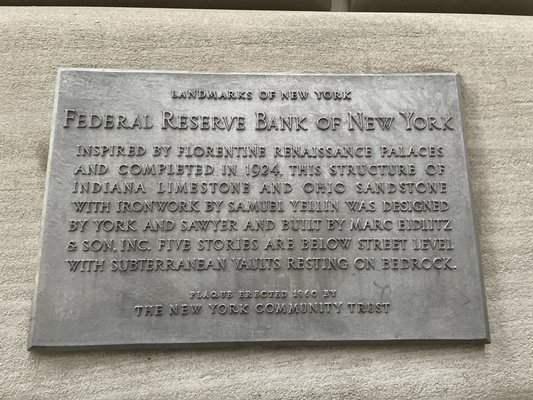 LANDMARKS OF NEW YORK
FEDERAL RESERVE BANK OF NEW YORK
INSPIRED BY FLORENTINE RENAISSANCE PALACES
AND COMPLETED IN 1924, THIS STRUCTURE OF
INDIANA LIMESTONE AND OHIO SANDSTONE
WITH IRONWORK BY SAMUEL YELLIN WAS DESIGNED
BY YORK AND SAWYER AND BUILT BY MARC EIDLITZ
& SON, INC. FIVE STORIES ARE BELOW STREET LEVEL
WITH SUBTERRANEAN VAULTS RESTING ON BEDROCK.
PLAQUE ERECTED 1960 BY
THE NEW YORK COMMUNITY TRUST